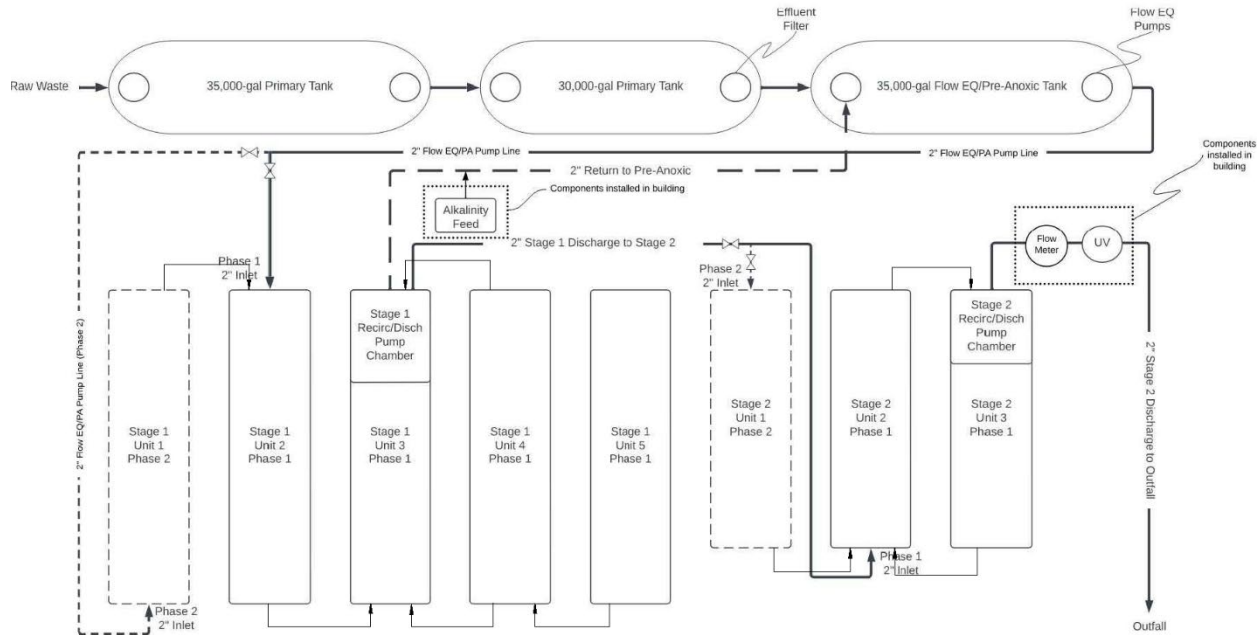 Effluent
Filter
Flow EQ
Pumps
Raw Waste
35,000-gal Primary Tank
30,000-gal Primary Tank
35,000-gal Flow EQ/Pre-Anoxic Tank
2" Flow EQ/PA Pump Line
2" Flow EQ/PA Pump Line
Components
installed in
building
2" Return to Pre-Anoxic
Components installed in building
Alkalinity
Feed
2" Stage 1 Discharge to Stage 2
Flow
Meter
UV
Phase 1
2" Inlet
Phase 2
2" Inlet
2" Flow EQ/PA Pump Line (Phase 2)
Stage 1
Recirc/Disch
Pump
Chamber
Stage 2
Recirc/Disch
Pump
Chamber
Stage 1
Unit 1
Phase 2
Stage 1
Unit 2
Phase 1
Stage 1
Unit 3
Phase 1
Stage 1
Unit 4
Phase 1
Stage 1
Unit 5
Phase 1
Stage 2
Unit 1
Phase 2
Stage 2
Unit 2
Phase 1
Stage 2
Unit 3
Phase 1
2" Stage 2 Discharge to Outfall
Phase 1
2" Inlet
Phase 2
2" Inlet
Outfall